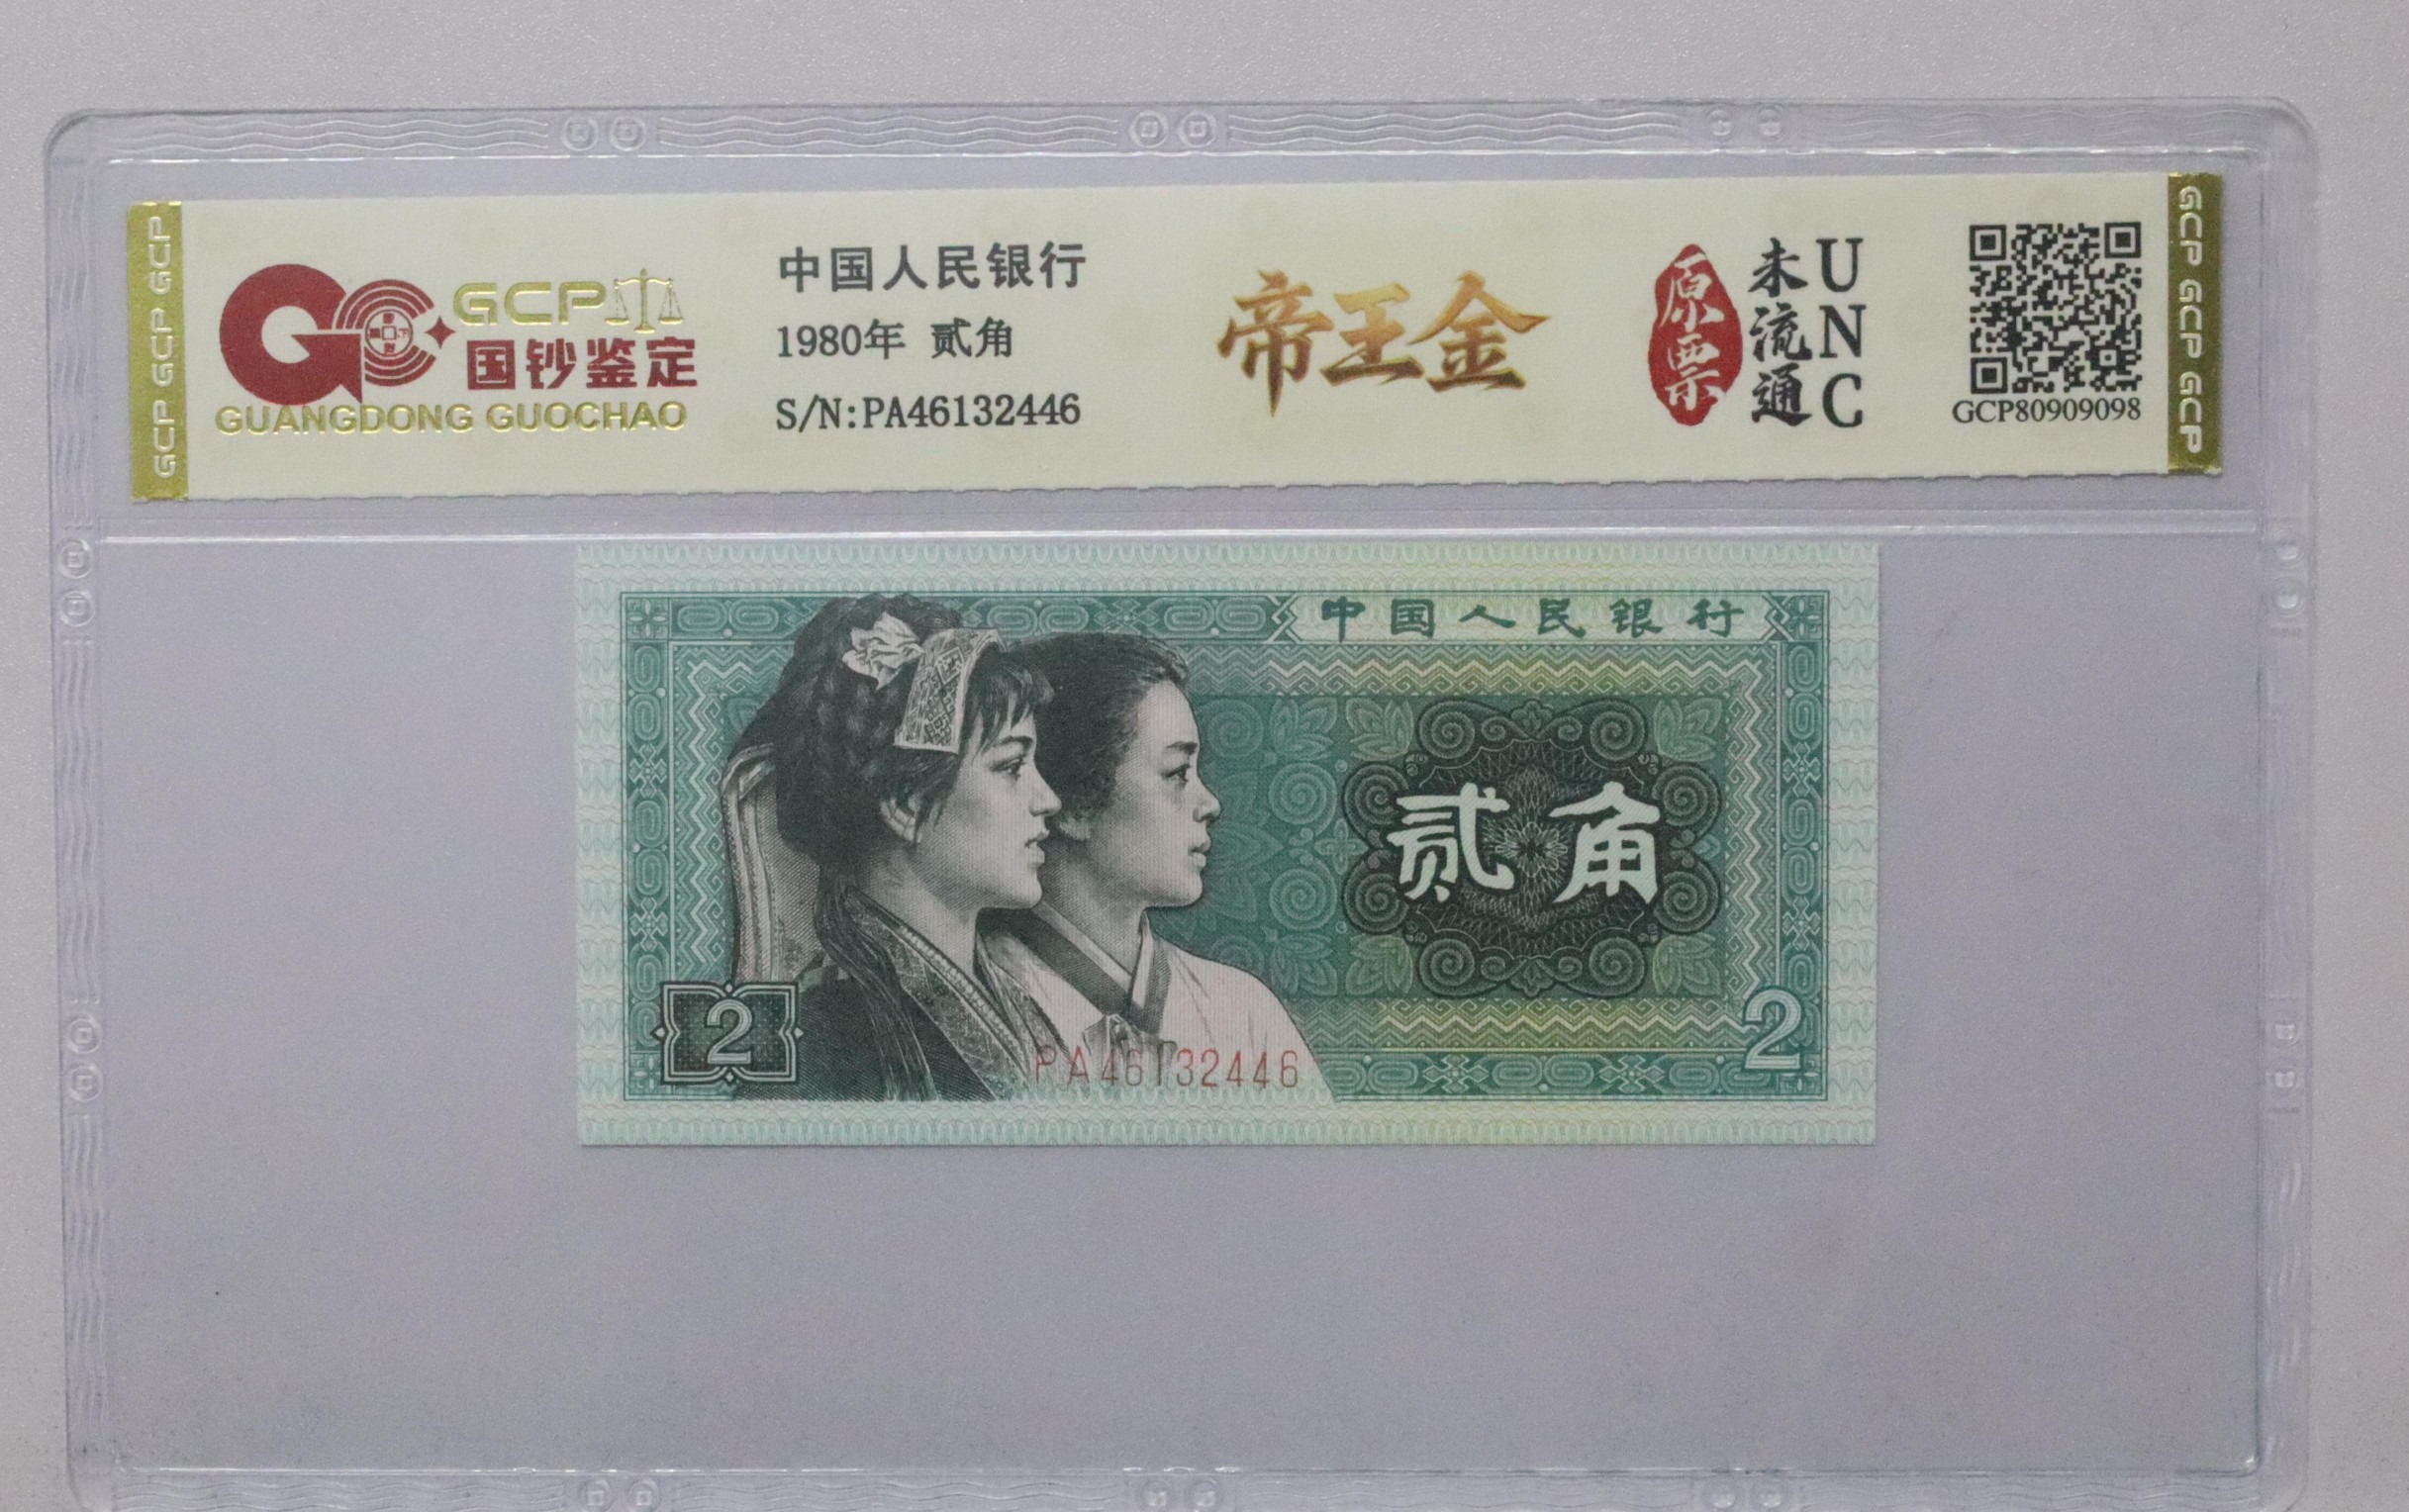 GCP GCP GCP
GCP
国钞鉴定
GUANGDONG GUOCHAO
中国人民银行
1980年 贰角
S/N:PA46132446
帝王金
原票
未流通
UNC
GCP80909098
GCP GCP GCP
中国人民银行
贰角
2
PA46132446
2